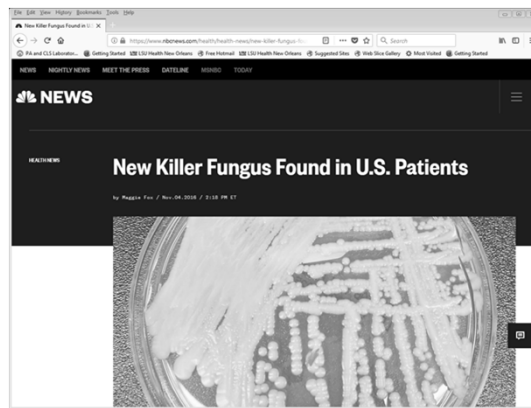 File Edit View History Bookmarks Tools Help
New Killer Fungus Found in U.S.
https://www.nbcnews.com/health/health-news/new-killer-fungus-fo
Search
PA and CLS Laborator... Getting Started LSU Health New Orleans Free Hotmail LSU Health New Orleans Suggested Sites Web Slice Gallery Most Visited Getting Started
NEWS NIGHTLY NEWS MEET THE PRESS DATELINE MSNBC TODAY
NEWS
HEALTH NEWS
New Killer Fungus Found in U.S. Patients
by Maggie Fox / Nov.04.2016 / 2:18 PM ET